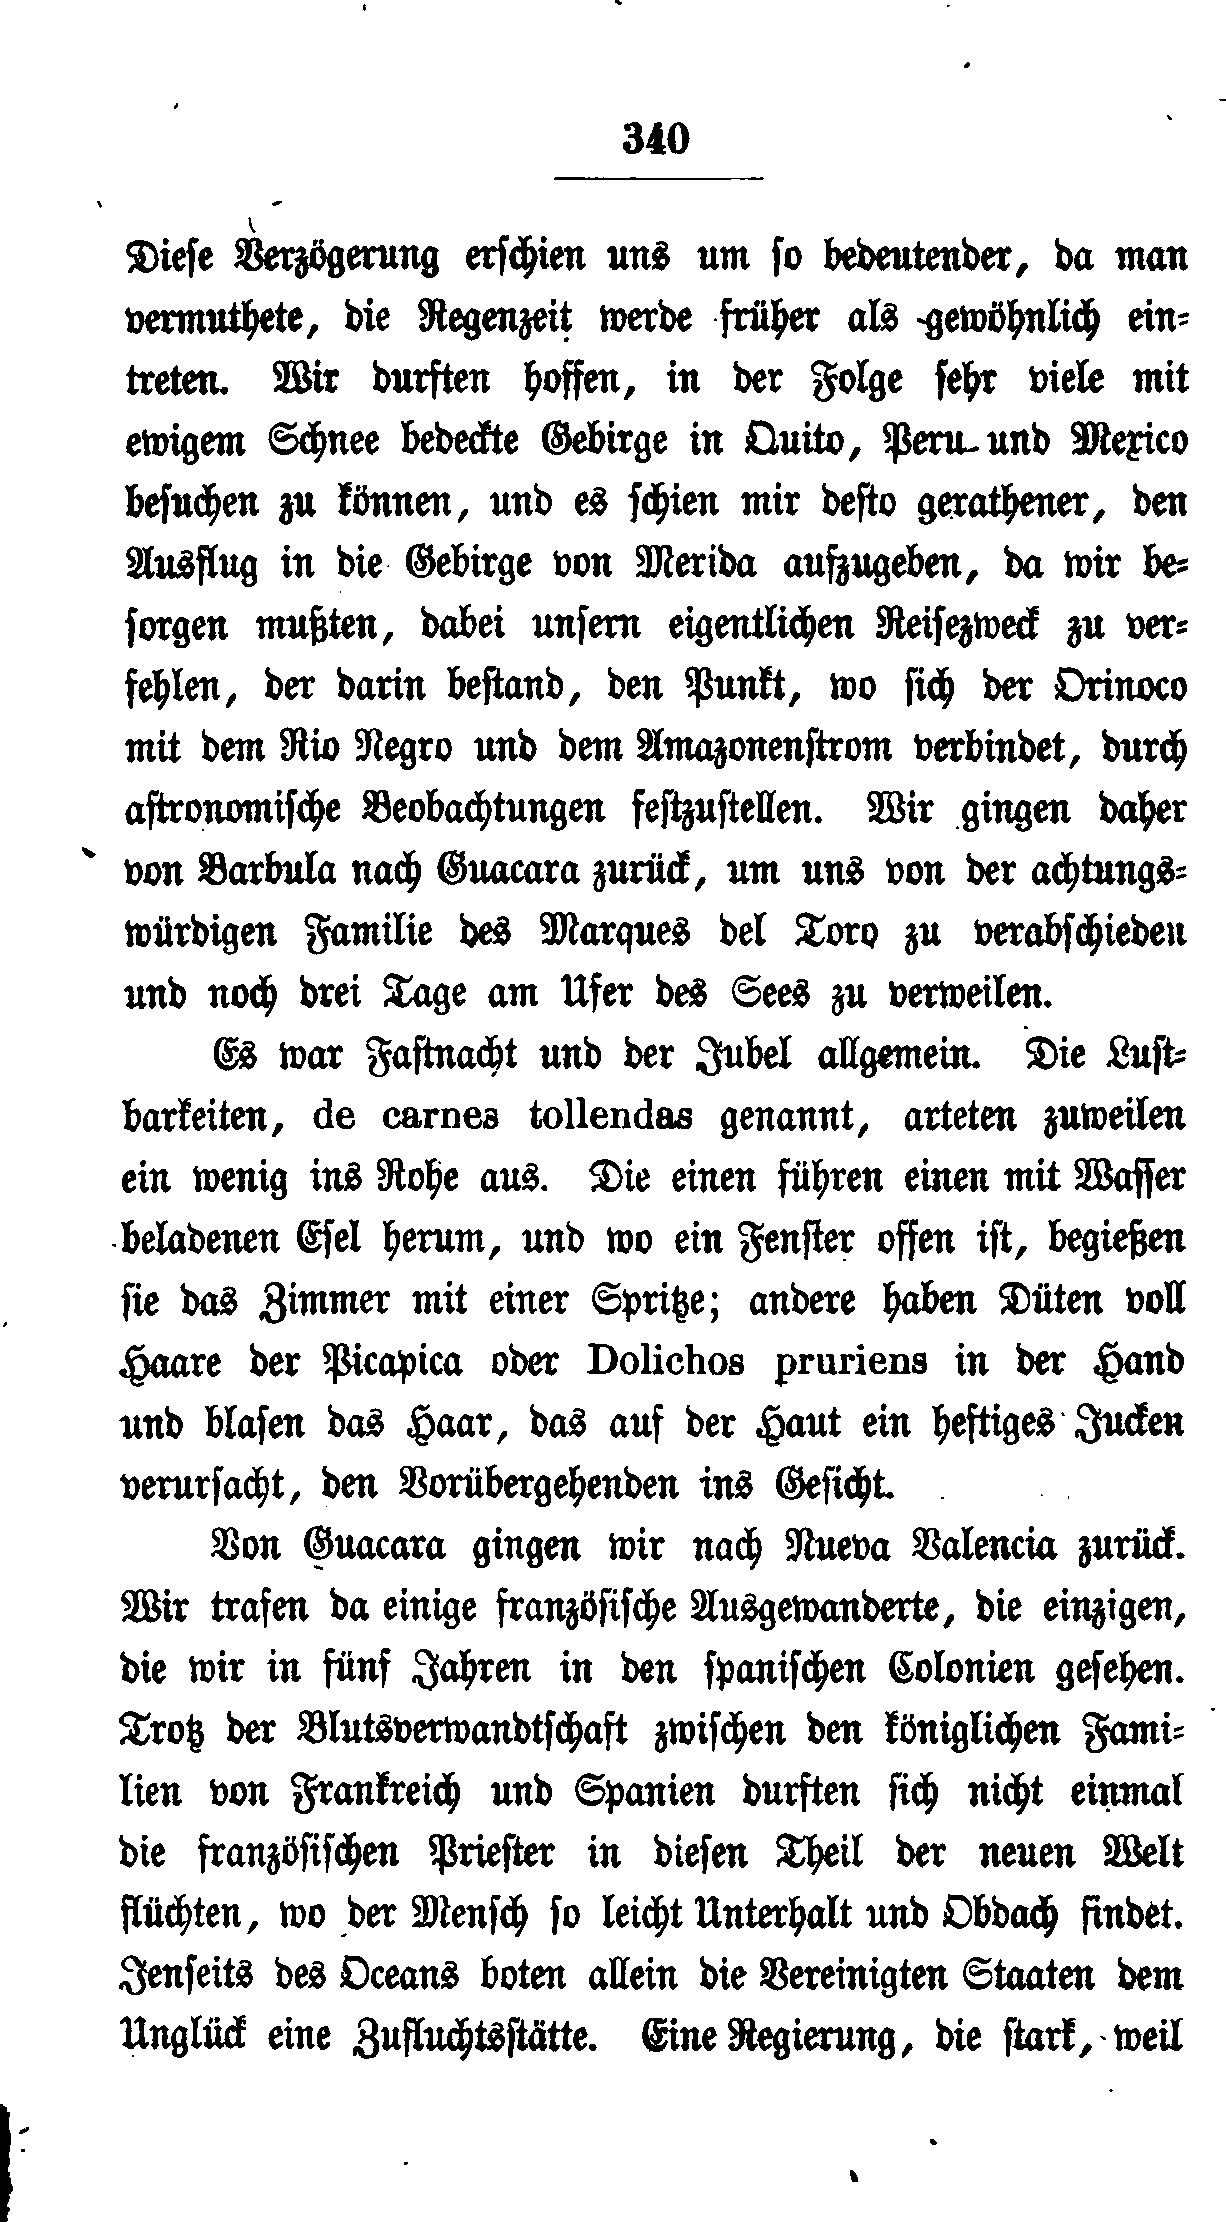 340
Diese Verzögerung erschien uns um so bedeutender, da man
vermuthete, die Regenzeit werde früher als gewöhnlich ein-
treten. Wir durften hoffen, in der Folge sehr viele mit
ewigem Schnee bedeckte Gebirge in Quito, Peru und Mexico
besuchen zu können, und es schien mir desto gerathener, den
Ausflug in die Gebirge von Merida aufzugeben, da wir be-
sorgen mußten, dabei unsern eigentlichen Reisezweck zu ver-
fehlen, der darin bestand, den Punkt, wo sich der Orinoco
mit dem Rio Negro und dem Amazonenstrom verbindet, durch
astronomische Beobachtungen festzustellen. Wir gingen daher
von Barbula nach Guacara zurück, um uns von der achtungs-
würdigen Familie des Marques del Toro zu verabschieden
und noch drei Tage am Ufer des Sees zu verweilen.
Es war Fastnacht und der Jubel allgemein. Die Lust-
barkeiten, de carnes tollendas genannt, arteten zuweilen
ein wenig ins Rohe aus. Die einen führen einen mit Wasser
beladenen Esel herum, und wo ein Fenster offen ist, begießen
sie das Zimmer mit einer Spritze; andere haben Düten voll
Haare der Picapica oder Dolichos pruriens in der Hand
und blasen das Haar, das auf der Haut ein heftiges Jucken
verursacht, den Vorübergehenden ins Gesicht.
Von Guacara gingen wir nach Nueva Valencia zurück.
Wir trafen da einige französische Ausgewanderte, die einzigen,
die wir in fünf Jahren in den spanischen Colonien gesehen.
Trotz der Blutsverwandtschaft zwischen den königlichen Fami-
lien von Frankreich und Spanien durften sich nicht einmal
die französischen Priester in diesen Theil der neuen Welt
flüchten, wo der Mensch so leicht Unterhalt und Obdach findet.
Jenseits des Oceans boten allein die Vereinigten Staaten dem
Unglück eine Zufluchtsstätte. Eine Regierung, die stark, weil